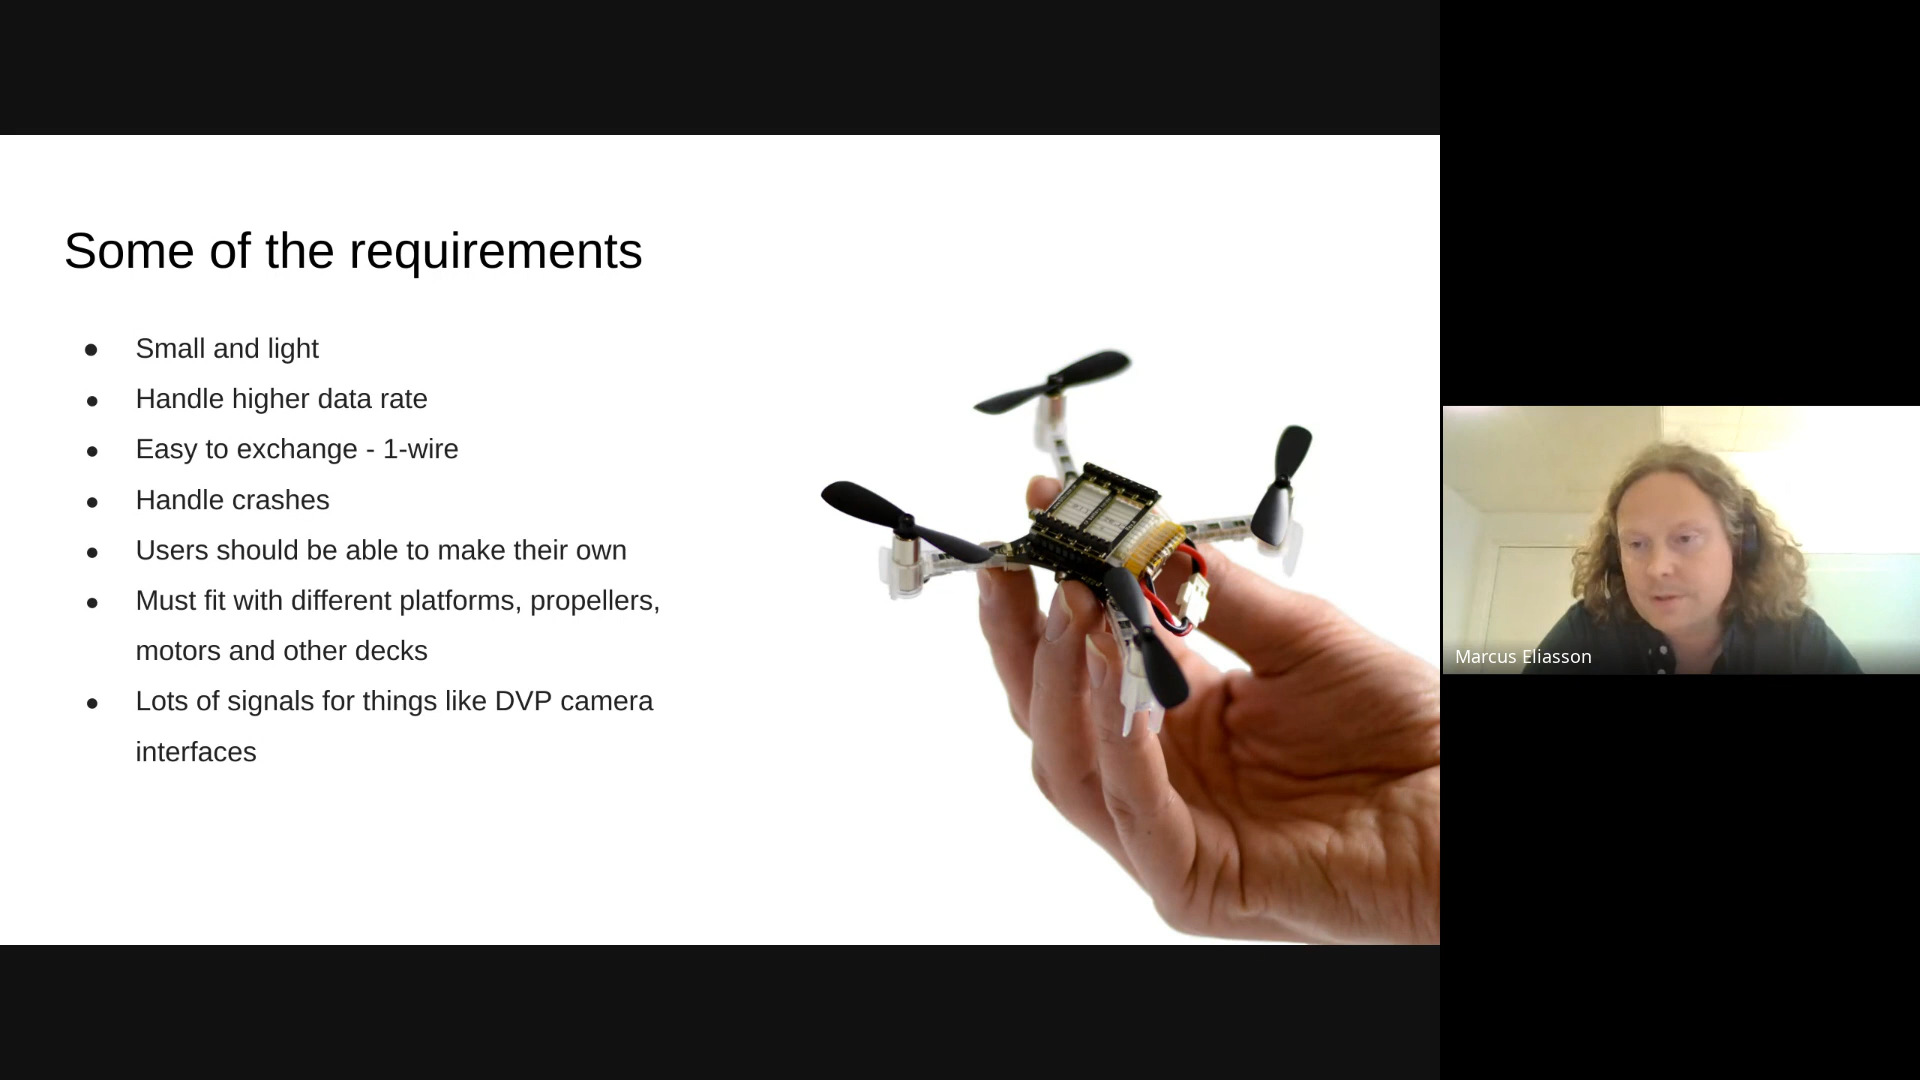 Some of the requirements
● Small and light
● Handle higher data rate
● Easy to exchange - 1-wire
● Handle crashes
● Users should be able to make their own
● Must fit with different platforms, propellers,
motors and other decks
● Lots of signals for things like DVP camera
interfaces
Marcus Eliasson